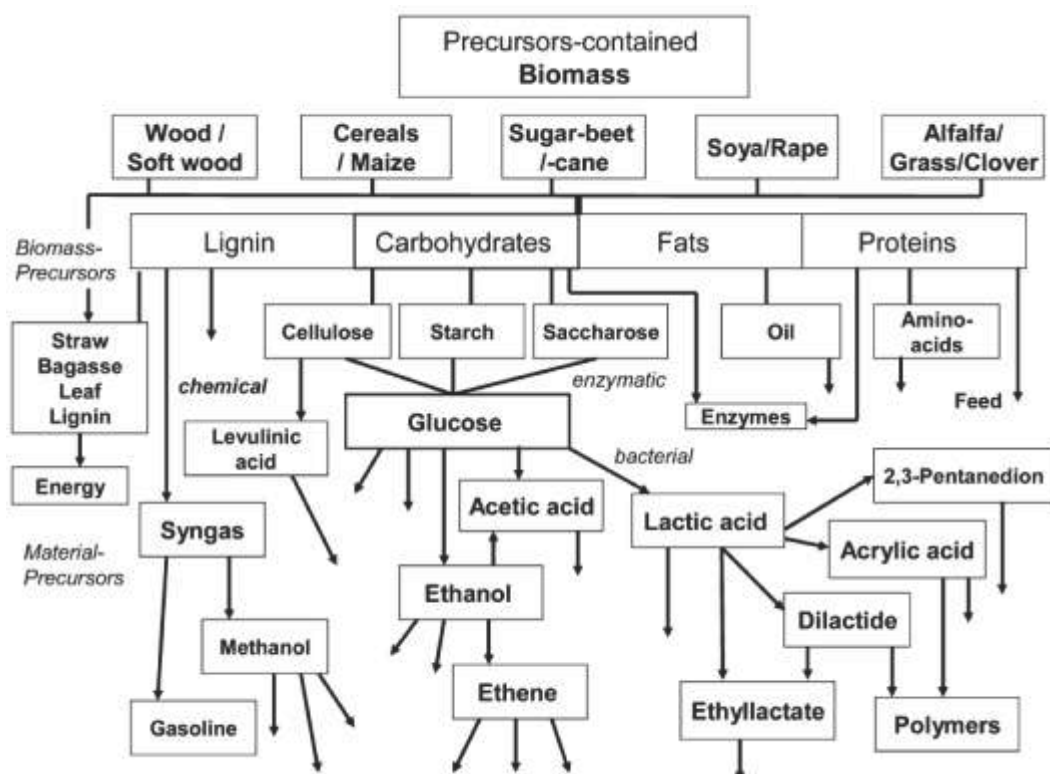 Precursors-contained
Biomass
Wood /
Soft wood
Cereals
/ Maize
Sugar-beet
/-cane
Soya/Rape
Alfalfa/
Grass/Clover
Biomass-
Precursors
Lignin
Carbohydrates
Fats
Proteins
Straw
Bagasse
Leaf
Lignin
Cellulose
Starch
Saccharose
Oil
Amino-
acids
chemical
enzymatic
Feed
Glucose
Enzymes
Levulinic
acid
bacterial
Energy
Acetic acid
2,3-Pentanedion
Syngas
Lactic acid
Material-
Precursors
Acrylic acid
Ethanol
Dilactide
Methanol
Ethene
Ethyllactate
Gasoline
Polymers